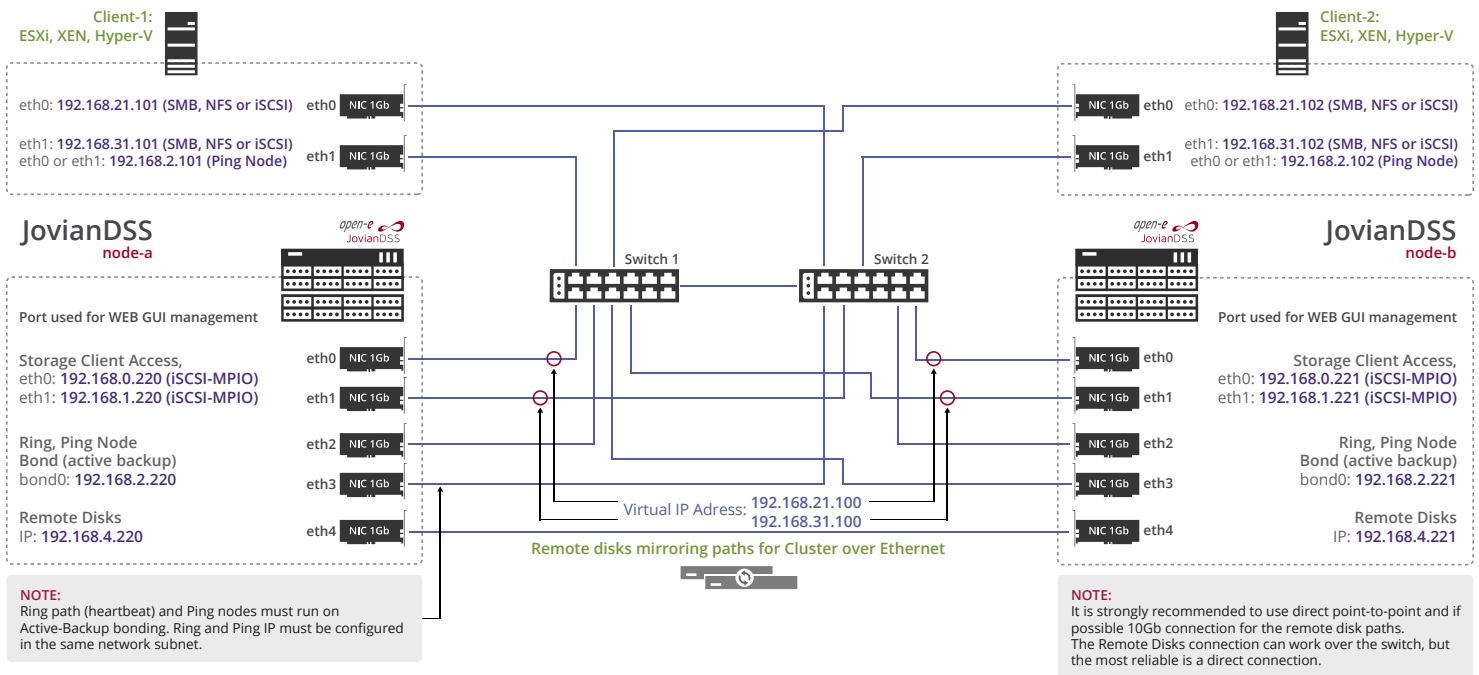 Client-1:
ESXi, XEN, Hyper-V
eth0: 192.168.21.101 (SMB, NFS or iSCSI)
eth0
NIC 1Gb
eth1: 192.168.31.101 (SMB, NFS or iSCSI)
eth0 or eth1: 192.168.2.101 (Ping Node)
eth1
NIC 1Gb
Client-2:
ESXi, XEN, Hyper-V
NIC 1Gb
eth0
eth0: 192.168.21.102 (SMB, NFS or iSCSI)
NIC 1Gb
eth1
eth1: 192.168.31.102 (SMB, NFS or iSCSI)
eth0 or eth1: 192.168.2.102 (Ping Node)
JovianDSS
node-a
open-e
JovianDSS
Port used for WEB GUI management
Storage Client Access,
eth0: 192.168.0.220 (iSCSI-MPIO)
eth1: 192.168.1.220 (iSCSI-MPIO)
eth0
NIC 1Gb
eth1
NIC 1Gb
Ring, Ping Node
Bond (active backup)
bond0: 192.168.2.220
eth2
NIC 1Gb
eth3
NIC 1Gb
Remote Disks
IP: 192.168.4.220
eth4
NIC 1Gb
Switch 1
Switch 2
Virtual IP Adress: 192.168.21.100
192.168.31.100
Remote disks mirroring paths for Cluster over Ethernet
open-e
JovianDSS
JovianDSS
node-b
Port used for WEB GUI management
NIC 1Gb
eth0
NIC 1Gb
eth1
Storage Client Access,
eth0: 192.168.0.221 (iSCSI-MPIO)
eth1: 192.168.1.221 (iSCSI-MPIO)
NIC 1Gb
eth2
NIC 1Gb
eth3
Ring, Ping Node
Bond (active backup)
bond0: 192.168.2.221
NIC 1Gb
eth4
Remote Disks
IP: 192.168.4.221
NOTE:
Ring path (heartbeat) and Ping nodes must run on
Active-Backup bonding. Ring and Ping IP must be configured
in the same network subnet.
NOTE:
It is strongly recommended to use direct point-to-point and if
possible 10Gb connection for the remote disk paths.
The Remote Disks connection can work over the switch, but
the most reliable is a direct connection.